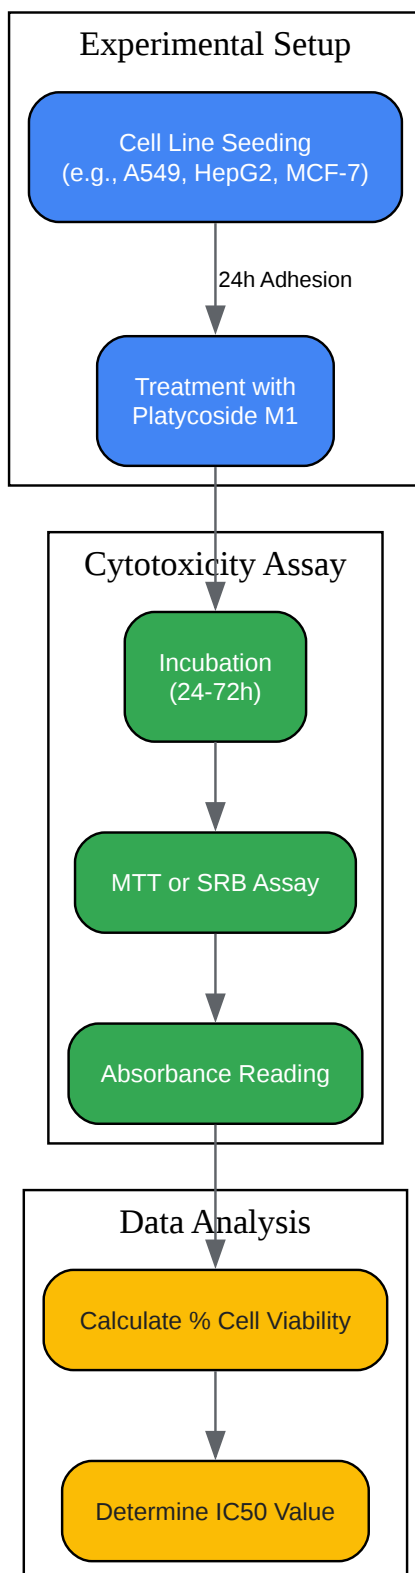 Experimental Setup
Cell Line Seeding
(e.g., A549, HepG2, MCF-7)
24h Adhesion
Treatment with
Platycoside M1
Cytotoxicity Assay
Incubation
(24-72h)
MTT or SRB Assay
Absorbance Reading
Data Analysis
Calculate % Cell Viability
Determine IC50 Value